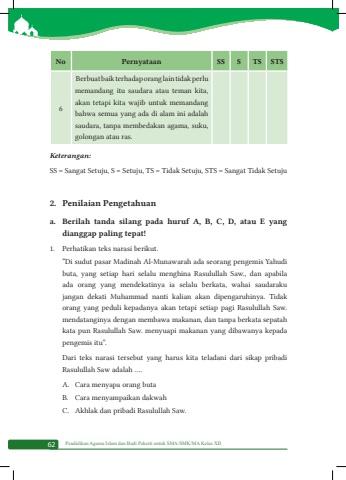 No Pernyataan SS S TS STS
6 Berbuat baik terhadap orang lain tidak perlu
memandang itu saudara atau teman kita,
akan tetapi kita wajib untuk memandang
bahwa semua yang ada di alam ini adalah
saudara, tanpa membedakan agama, suku,
golongan atau ras.
Keterangan:
SS = Sangat Setuju, S = Setuju, TS = Tidak Setuju, STS = Sangat Tidak Setuju
2. Penilaian Pengetahuan
a. Berilah tanda silang pada huruf A, B, C, D, atau E yang
dianggap paling tepat!
1. Perhatikan teks narasi berikut.
"Di sudut pasar Madinah Al-Munawarah ada seorang pengemis Yahudi
buta, yang setiap hari selalu menghina Rasulullah Saw., dan apabila
ada orang yang mendekatinya ia selalu berkata, wahai saudaraku
jangan dekati Muhammad nanti kalian akan dipengaruhinya. Tidak
orang yang peduli kepadanya akan tetapi setiap pagi Rasulullah Saw.
mendatanginya dengan membawa makanan, dan tanpa berkata sepatah
kata pun Rasulullah Saw. menyuapi makanan yang dibawanya kepada
pengemis itu".
Dari teks narasi tersebut yang harus kita teladani dari sikap pribadi
Rasulullah Saw adalah ....
A. Cara menyapa orang buta
B. Cara menyampaikan dakwah
C. Akhlak dan pribadi Rasulullah Saw.
62 Pendidikan Agama Islam dan Budi Pekerti untuk SMA/SMK/MA Kelas XII